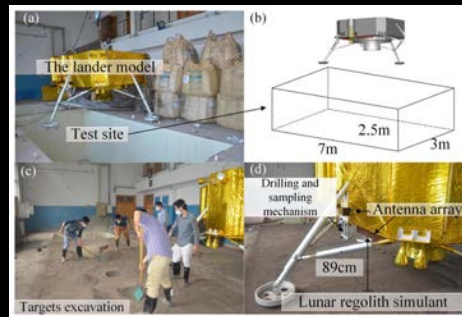 (a)
The lander model
Test site
(b)
2.5m
7m
3m
(c)
Targets excavation
(d)
Drilling and
sampling
mechanism
Antenna array
89cm
Lunar regolith simulant